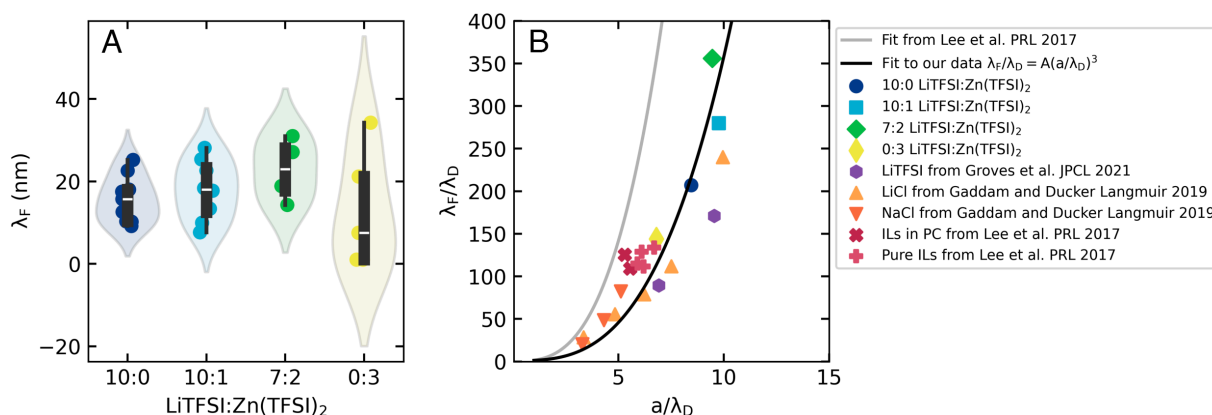 A
λF (nm)
40
20
0
−20
10:0 10:1 7:2 0:3
LiTFSI:Zn(TFSI)2
B
λF/λD
400
350
300
250
200
150
100
50
0
5 10 15
a/λD
Fit from Lee et al. PRL 2017
Fit to our data λF/λD = A(a/λD)³
10:0 LiTFSI:Zn(TFSI)2
10:1 LiTFSI:Zn(TFSI)2
7:2 LiTFSI:Zn(TFSI)2
0:3 LiTFSI:Zn(TFSI)2
LiTFSI from Groves et al. JPCL 2021
LiCl from Gaddam and Ducker Langmuir 2019
NaCl from Gaddam and Ducker Langmuir 2019
ILs in PC from Lee et al. PRL 2017
Pure ILs from Lee et al. PRL 2017